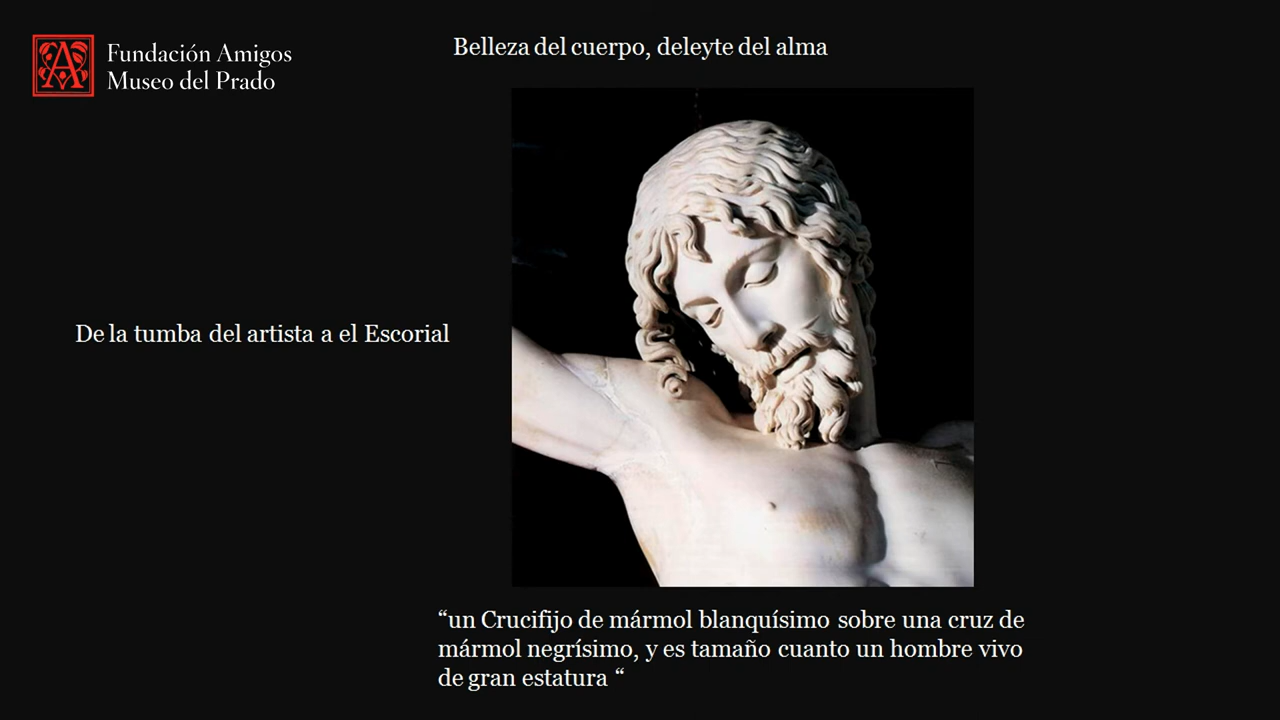 Fundación Amigos
Museo del Prado
Belleza del cuerpo, deleyte del alma
De la tumba del artista a el Escorial
“un Crucifijo de mármol blanquísimo sobre una cruz de
mármol negrísimo, y es tamaño cuanto un hombre vivo
de gran estatura “